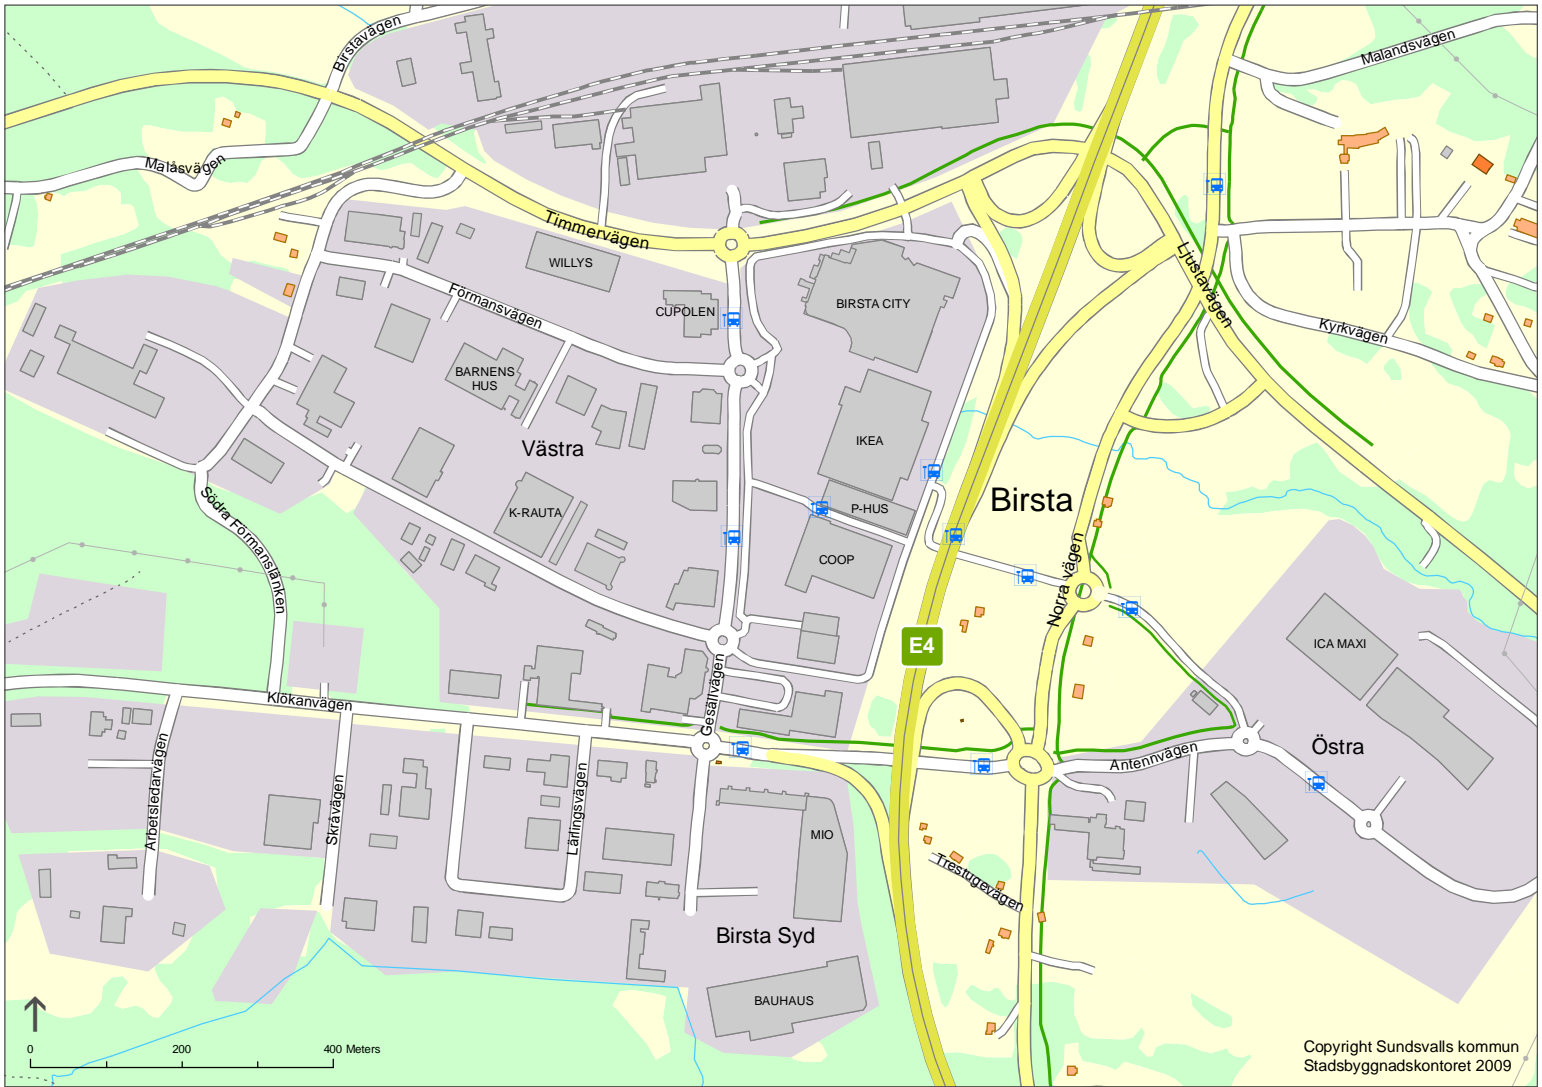 Birstavägen
Malandsvägen
Malåsvägen
Timmervägen
WILLYS
Ljustavägen
Förmansvägen
CUPOLEN
BIRSTA CITY
Kyrkvägen
BARNENS
HUS
Västra
IKEA
Birsta
K-RAUTA
P-HUS
Södra Förmanslänken
COOP
Norra vägen
E4
ICA MAXI
Gesällvägen
Klökanvägen
Östra
Antennvägen
Arbetsledarvägen
Skråvägen
Lärlingsvägen
MIO
Trestugevägen
Birsta Syd
BAUHAUS
0 200 400 Meters
Copyright Sundsvalls kommun
Stadsbyggnadskontoret 2009